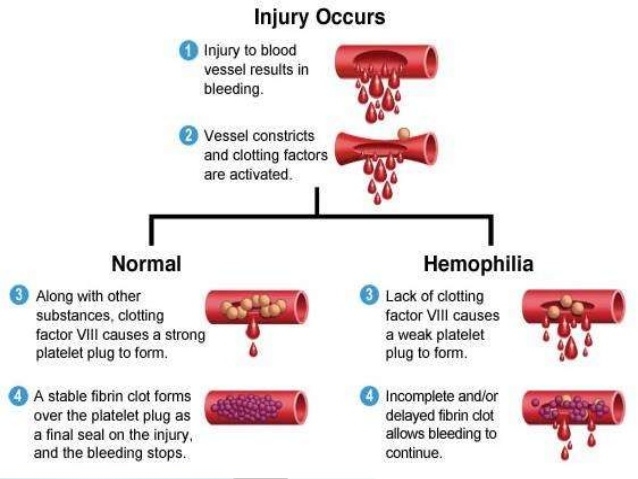 Injury Occurs
1 Injury to blood
vessel results in
bleeding.
2 Vessel constricts
and clotting factors
are activated.
Normal
3 Along with other
substances, clotting
factor VIII causes a strong
platelet plug to form.
4 A stable fibrin clot forms
over the platelet plug as
a final seal on the injury,
and the bleeding stops.
Hemophilia
3 Lack of clotting
factor VIII causes
a weak platelet
plug to form.
4 Incomplete and/or
delayed fibrin clot
allows bleeding to
continue.